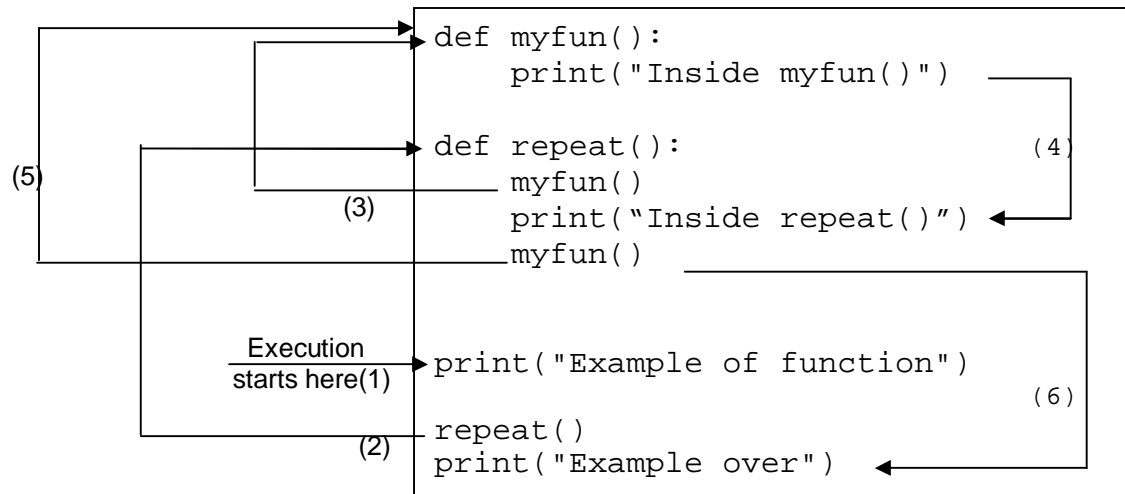 def myfun():
print("Inside myfun()")
def repeat():
(4)
(5)
myfun()
(3)
print(“Inside repeat()”)
myfun()
Execution
starts here(1)
print("Example of function")
(6)
repeat()
(2)
print("Example over")